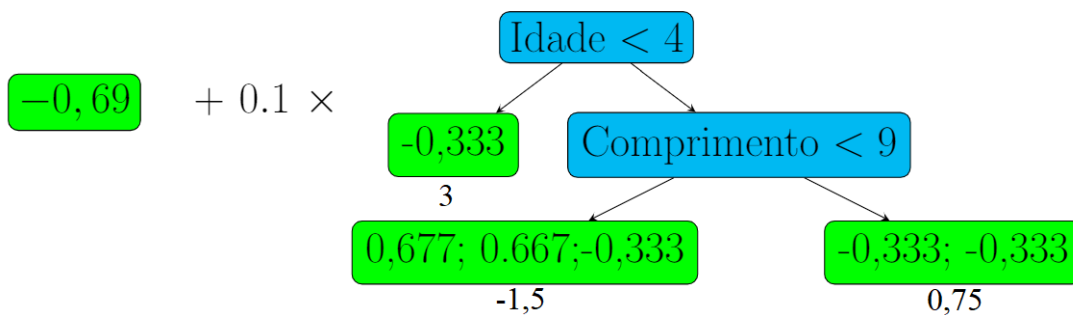 Idade < 4
−0, 69 + 0.1 ×
-0,333 Comprimento < 9
3
0,677; 0.667;-0,333 -0,333; -0,333
-1,5 0,75